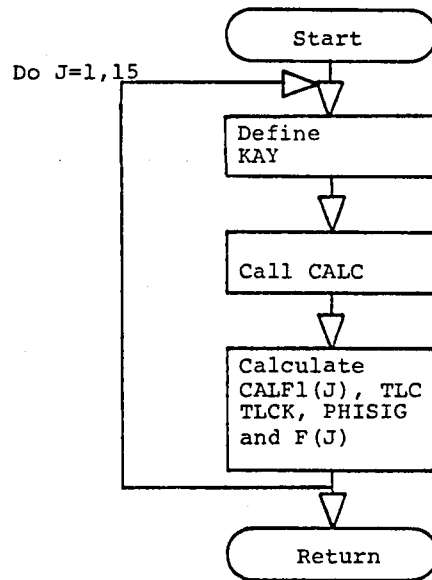 Start
Do J=1,15
Define
KAY
Call CALC
Calculate
CALF1(J), TLC
TLCK, PHISIG
and F(J)
Return